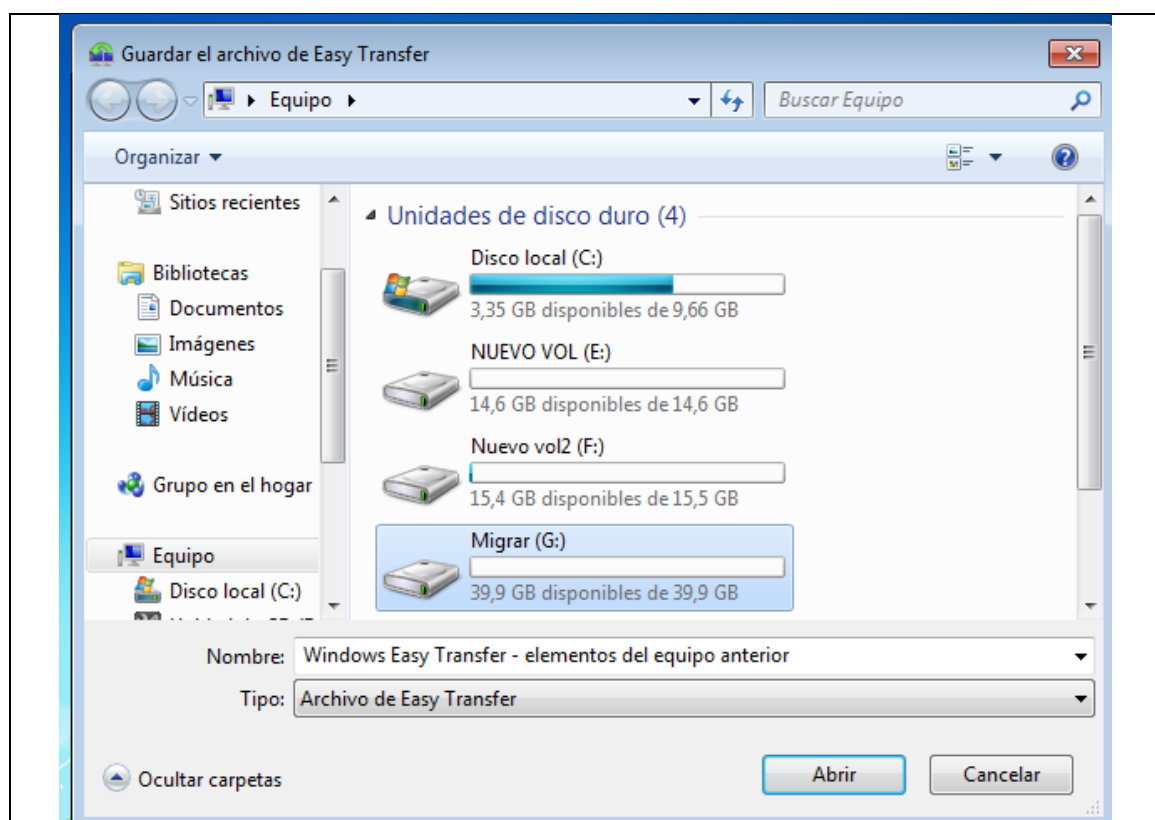 Guardar el archivo de Easy Transfer
Equipo
Buscar Equipo
Organizar
Sitios recientes
Bibliotecas
Documentos
Imágenes
Música
Vídeos
Grupo en el hogar
Equipo
Disco local (C:)
Unidades de disco duro (4)
Disco local (C:)
3,35 GB disponibles de 9,66 GB
NUEVO VOL (E:)
14,6 GB disponibles de 14,6 GB
Nuevo vol2 (F:)
15,4 GB disponibles de 15,5 GB
Migrar (G:)
39,9 GB disponibles de 39,9 GB
Nombre: Windows Easy Transfer - elementos del equipo anterior
Tipo: Archivo de Easy Transfer
Ocultar carpetas
Abrir
Cancelar